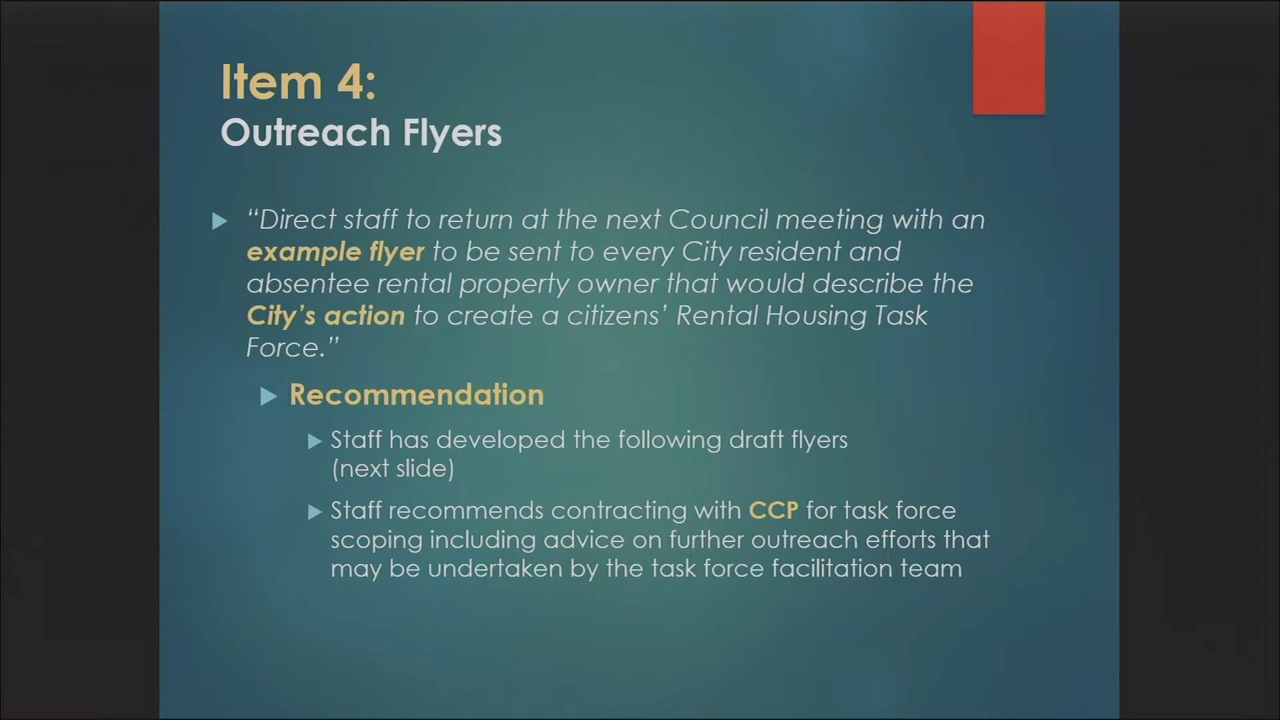 Item 4:
Outreach Flyers
“Direct staff to return at the next Council meeting with an
example flyer to be sent to every City resident and
absentee rental property owner that would describe the
City’s action to create a citizens’ Rental Housing Task
Force.”
Recommendation
Staff has developed the following draft flyers
(next slide)
Staff recommends contracting with CCP for task force
scoping including advice on further outreach efforts that
may be undertaken by the task force facilitation team